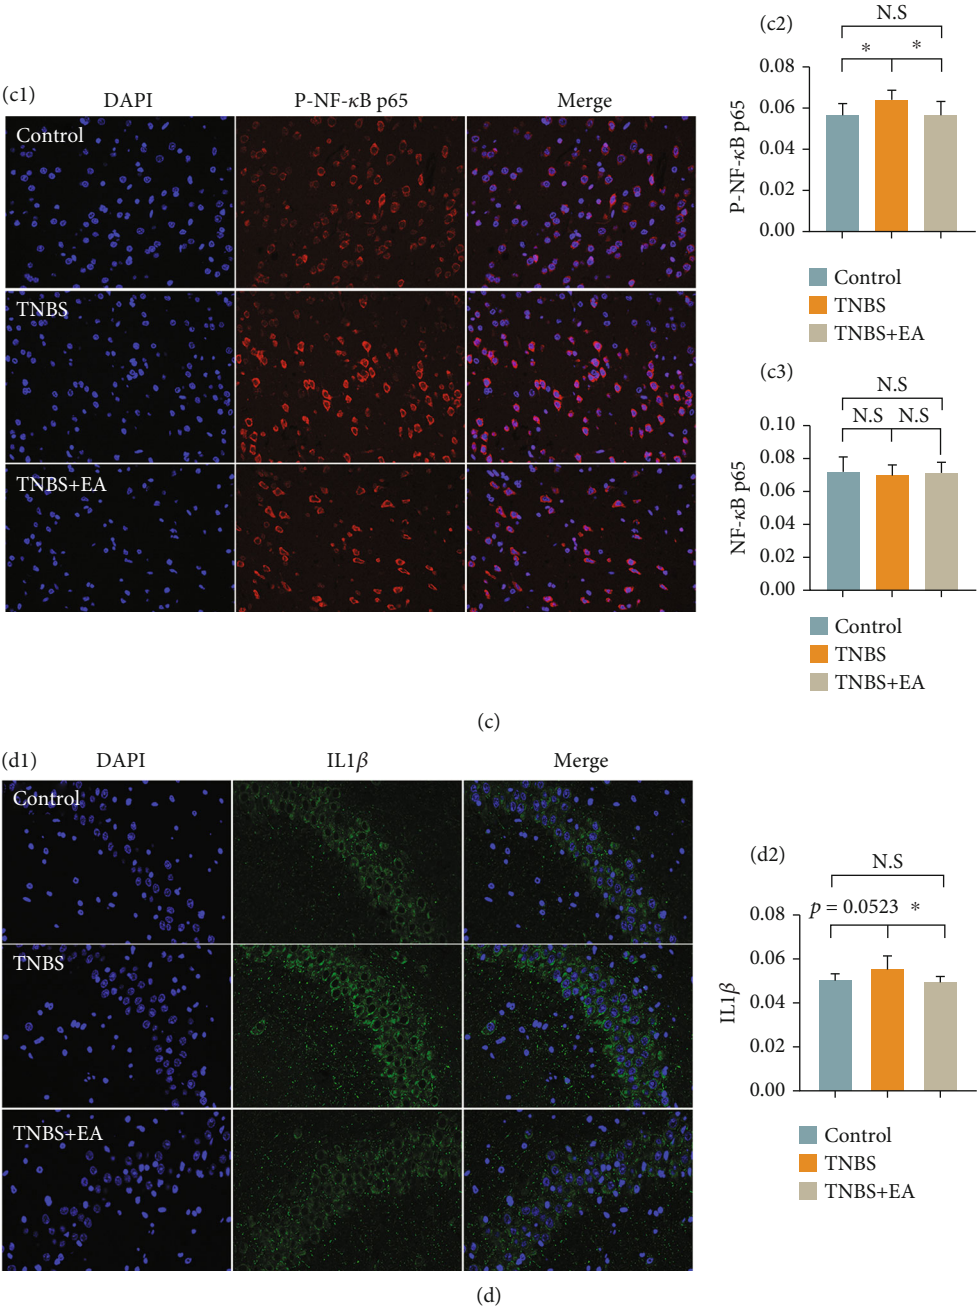 (c1)
DAPI
P-NF-κB p65
Merge
Control
TNBS
TNBS+EA
(c2)
N.S
* *
P-NF-κB p65
0.08
0.06
0.04
0.02
0.00
Control
TNBS
TNBS+EA
(c3)
N.S
N.S N.S
NF-κB p65
0.10
0.08
0.06
0.04
0.02
0.00
Control
TNBS
TNBS+EA
(c)
(d1)
DAPI
IL1β
Merge
Control
TNBS
TNBS+EA
(d2)
N.S
p = 0.0523 *
IL1β
0.08
0.06
0.04
0.02
0.00
Control
TNBS
TNBS+EA
(d)